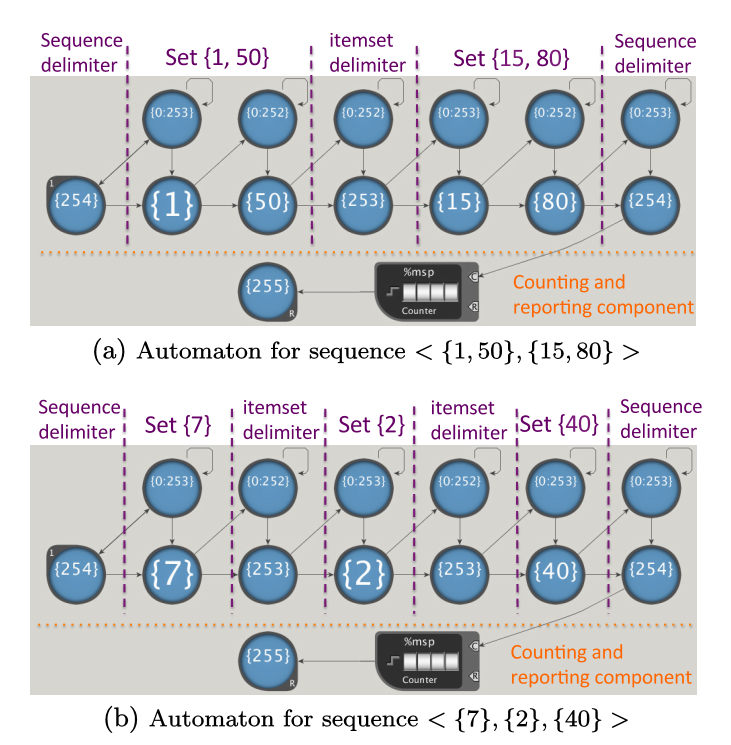 Sequence delimiter
Set {1, 50}
itemset delimiter
Set {15, 80}
Sequence delimiter
{0:253} {0:252} {0:252} {0:253} {0:252} {0:253}
1
{254} {1} {50} {253} {15} {80} {254}
{255}
R
%msp
C
R
Counter
Counting and
reporting component
(a) Automaton for sequence < {1, 50}, {15, 80} >
Sequence delimiter
Set {7}
itemset delimiter
Set {2}
itemset delimiter
Set {40}
Sequence delimiter
{0:253} {0:252} {0:253} {0:252} {0:253} {0:253}
1
{254} {7} {253} {2} {253} {40} {254}
{255}
R
%msp
C
R
Counter
Counting and
reporting component
(b) Automaton for sequence < {7}, {2}, {40} >